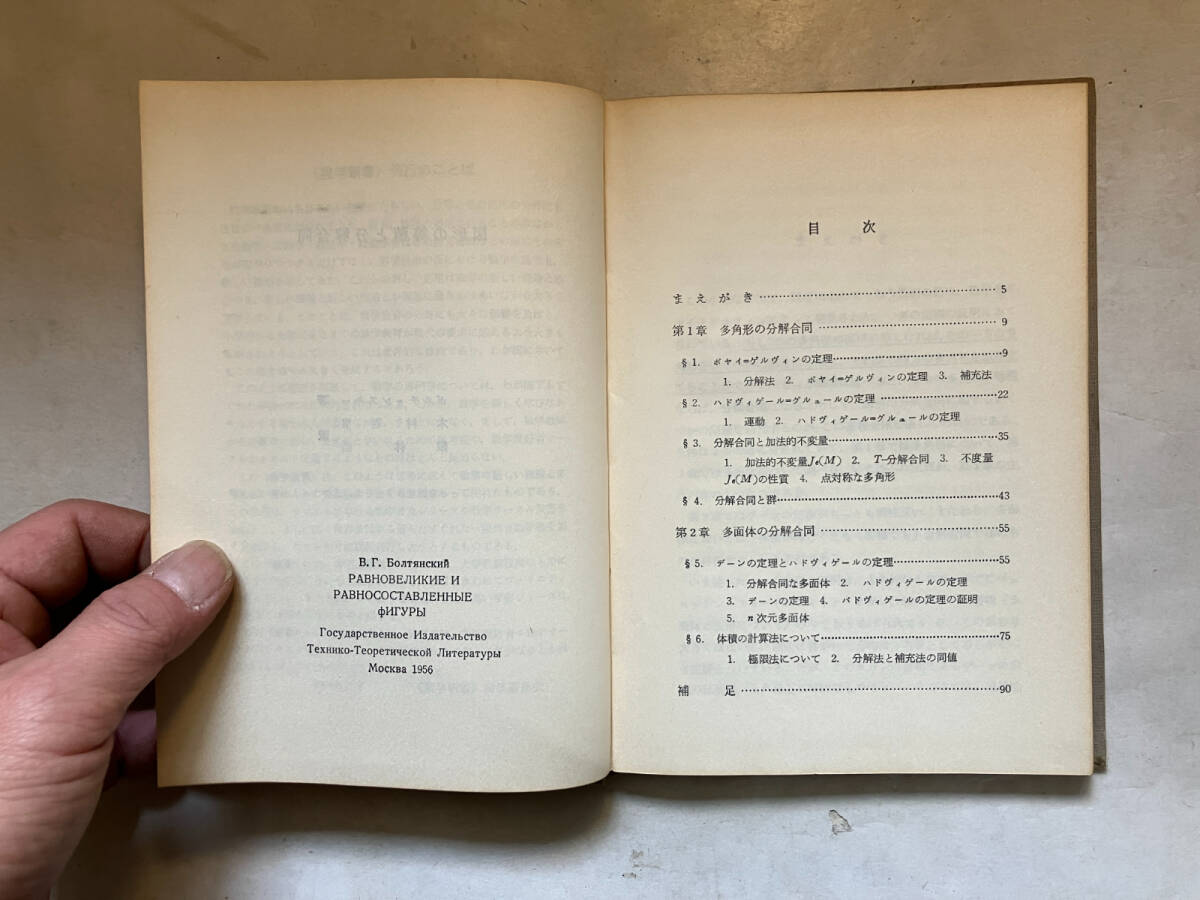 В.Г. Болтянский
РАВНОВЕЛИКИЕ И
РАВНОСОСТАВЛЕННЫЕ
фИГУРЫ
Государственное Издательство
Технико-Теоретической Литературы
Москва 1956
目 次
まえがき……5
第1章 多角形の分解合同……9
§1. ボヤイ=ゲルヴィンの定理……9
1. 分解法 2. ボヤイ=ゲルヴィンの定理 3. 補充法
§2. ハドヴィゲール=グルュールの定理……22
1. 運動 2. ハドヴィゲール=グルュールの定理
§3. 分解合同と加法的不変量……35
1. 加法的不変量Je(M) 2. T-分解合同 3. 不度量
Je(M)の性質 4. 点対称な多角形
§4. 分解合同と群……43
第2章 多面体の分解合同……55
§5. デーンの定理とハドヴィゲールの定理……55
1. 分解合同な多面体 2. ハドヴィゲールの定理
3. デーンの定理 4. バドヴィゲールの定理の証明
5. n次元多面体
§6. 体積の計算法について……75
1. 極限法について 2. 分解法と補充法の同値
補 足……90